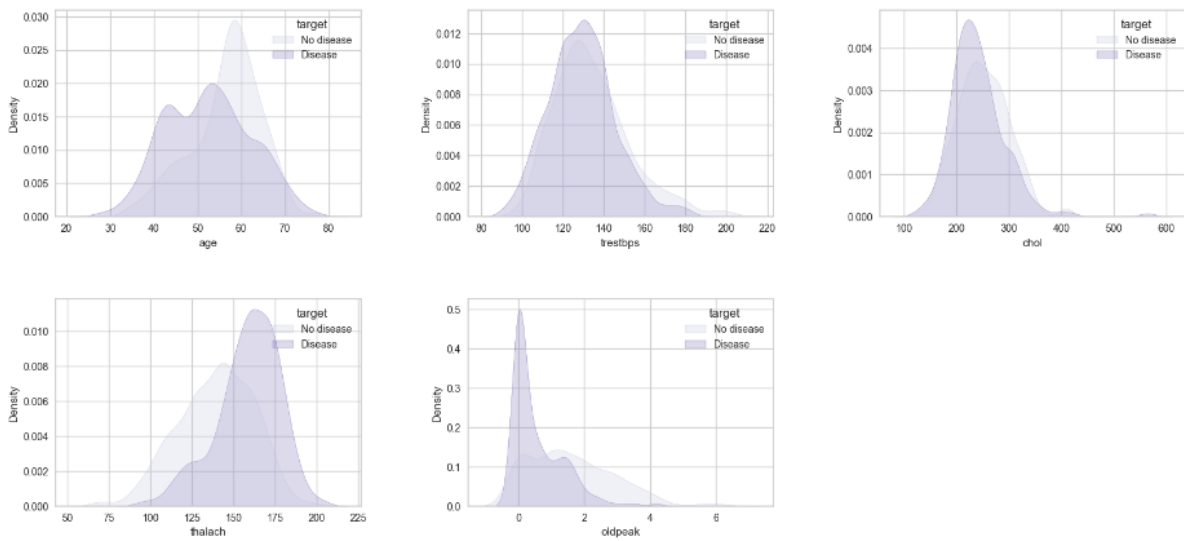 target
No disease
Disease
0.030
0.025
0.020
0.015
0.010
0.005
0.000
Density
20 30 40 50 60 70 80
age
target
No disease
Disease
0.012
0.010
0.008
0.006
0.004
0.002
0.000
Density
80 100 120 140 160 180 200 220
trestbps
target
No disease
Disease
0.004
0.003
0.002
0.001
0.000
Density
100 200 300 400 500 600
chol
target
No disease
Disease
0.010
0.008
0.006
0.004
0.002
0.000
Density
50 75 100 125 150 175 200 225
thalach
target
No disease
Disease
0.5
0.4
0.3
0.2
0.1
0.0
Density
0 2 4 6
oldpeak